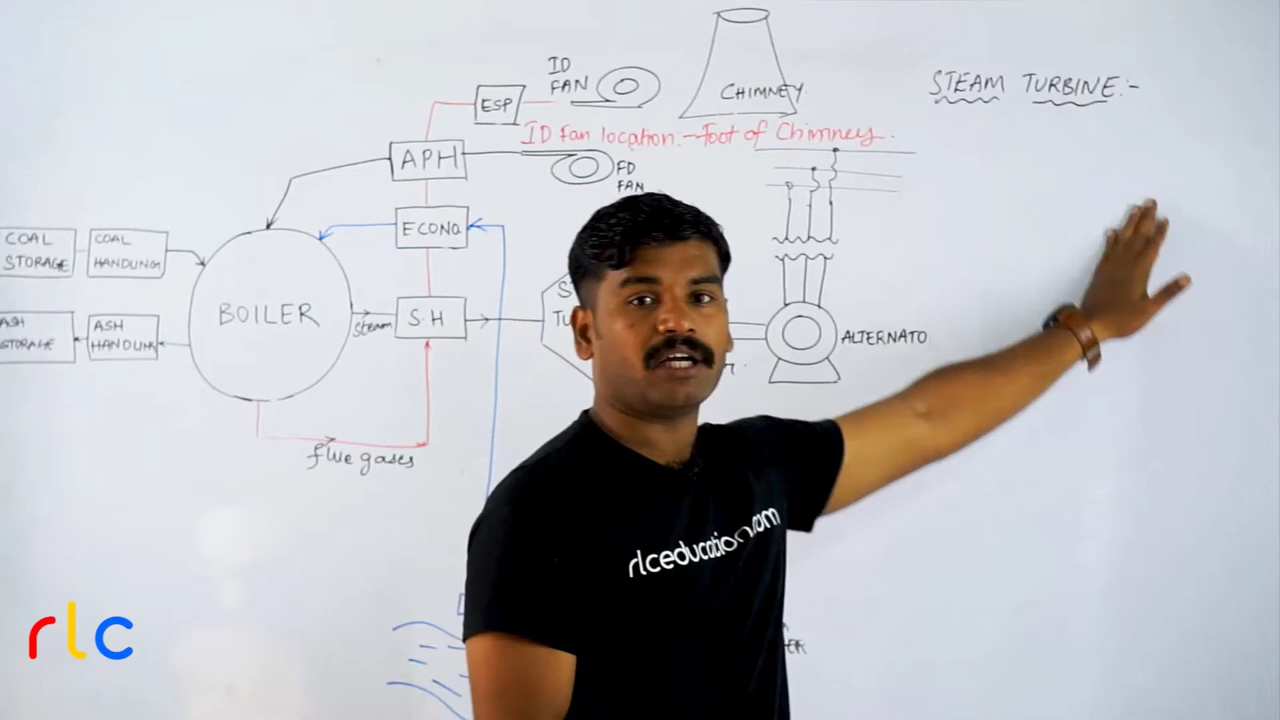 ID
FAN
CHIMNEY
STEAM TURBINE:-
ESP
ID Fan location:- Foot of Chimney.
APH
FD
FAN
ECONO
COAL
STORAGE
COAL
HANDLING
BOILER
steam
S.H
ASH
STORAGE
ASH
HANDLING
ALTERNATO
flue gases
rlceducation.com
rlc